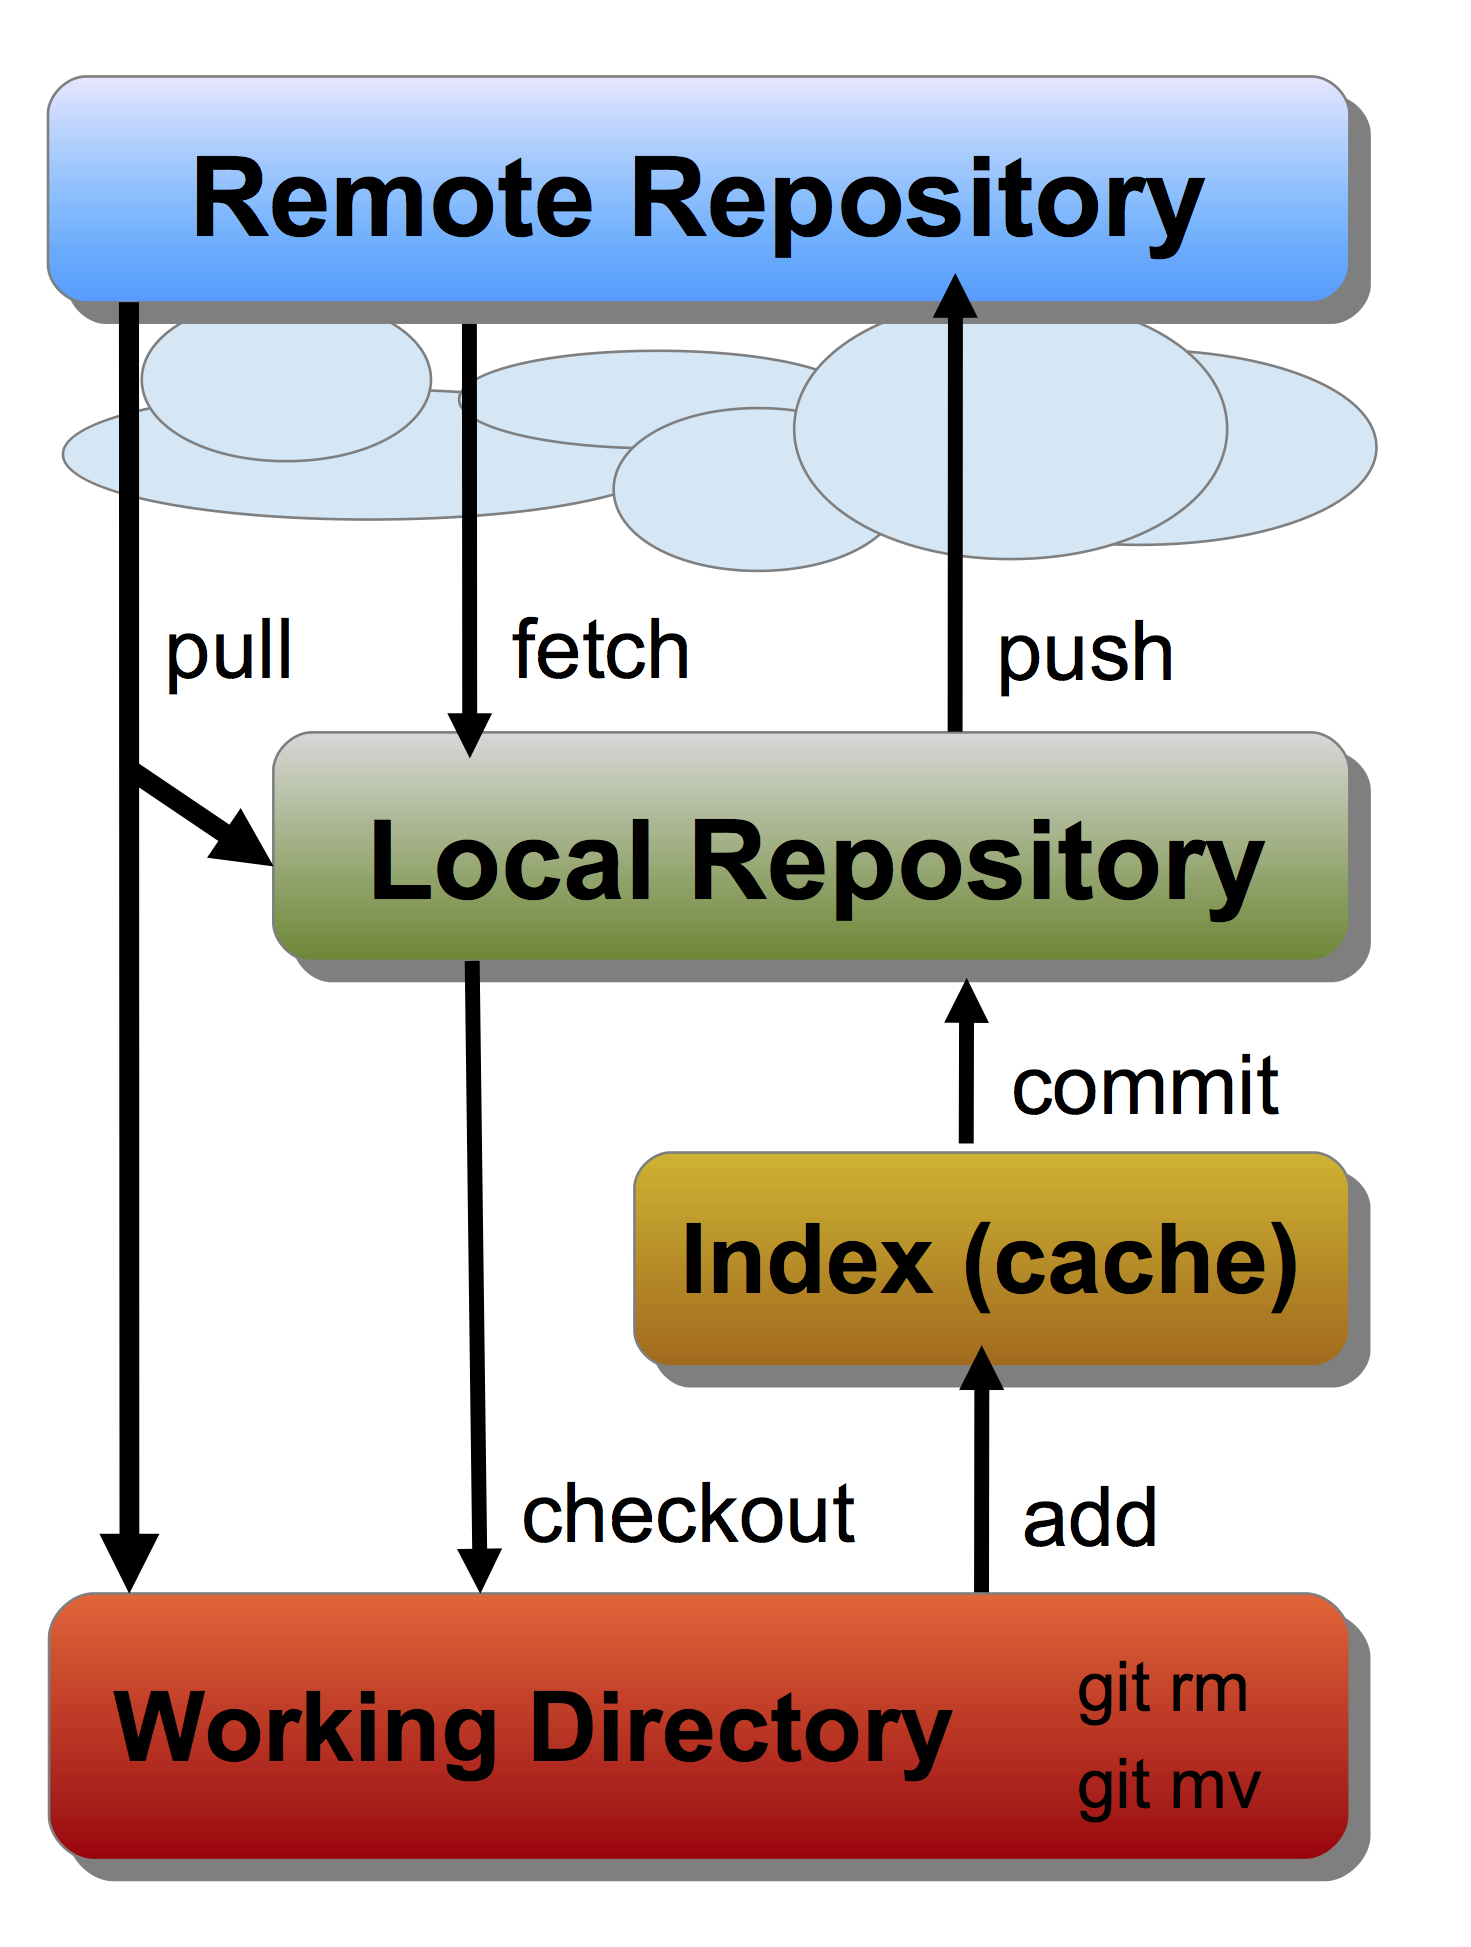 Remote Repository
pull
fetch
push
Local Repository
commit
Index (cache)
checkout
add
Working Directory
git rm
git mv